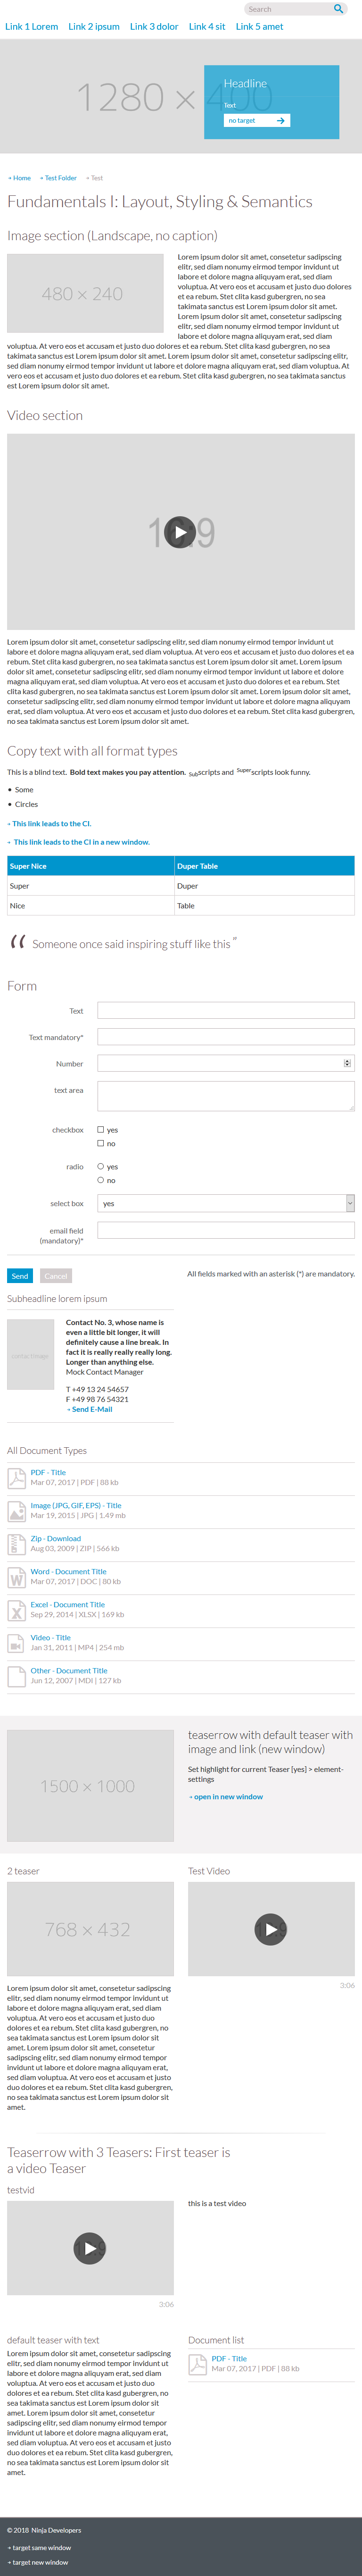 Search
Link 1 Lorem Link 2 ipsum Link 3 dolor Link 4 sit Link 5 amet
1280 × 400
Headline
Text
no target
Home Test Folder Test
Fundamentals I: Layout, Styling & Semantics
Image section (Landscape, no caption)
480 × 240
Lorem ipsum dolor sit amet, consetetur sadipscing
elitr, sed diam nonumy eirmod tempor invidunt ut
labore et dolore magna aliquyam erat, sed diam
voluptua. At vero eos et accusam et justo duo dolores
et ea rebum. Stet clita kasd gubergren, no sea
takimata sanctus est Lorem ipsum dolor sit amet.
Lorem ipsum dolor sit amet, consetetur sadipscing
elitr, sed diam nonumy eirmod tempor invidunt ut
labore et dolore magna aliquyam erat, sed diam
voluptua. At vero eos et accusam et justo duo dolores et ea rebum. Stet clita kasd gubergren, no sea
takimata sanctus est Lorem ipsum dolor sit amet. Lorem ipsum dolor sit amet, consetetur sadipscing elitr,
sed diam nonumy eirmod tempor invidunt ut labore et dolore magna aliquyam erat, sed diam voluptua. At
vero eos et accusam et justo duo dolores et ea rebum. Stet clita kasd gubergren, no sea takimata sanctus
est Lorem ipsum dolor sit amet.
Video section
16:9
Lorem ipsum dolor sit amet, consetetur sadipscing elitr, sed diam nonumy eirmod tempor invidunt ut
labore et dolore magna aliquyam erat, sed diam voluptua. At vero eos et accusam et justo duo dolores et ea
rebum. Stet clita kasd gubergren, no sea takimata sanctus est Lorem ipsum dolor sit amet. Lorem ipsum
dolor sit amet, consetetur sadipscing elitr, sed diam nonumy eirmod tempor invidunt ut labore et dolore
magna aliquyam erat, sed diam voluptua. At vero eos et accusam et justo duo dolores et ea rebum. Stet
clita kasd gubergren, no sea takimata sanctus est Lorem ipsum dolor sit amet. Lorem ipsum dolor sit amet,
consetetur sadipscing elitr, sed diam nonumy eirmod tempor invidunt ut labore et dolore magna aliquyam
erat, sed diam voluptua. At vero eos et accusam et justo duo dolores et ea rebum. Stet clita kasd gubergren,
no sea takimata sanctus est Lorem ipsum dolor sit amet.
Copy text with all format types
This is a blind text. Bold text makes you pay attention. Subscripts and Superscripts look funny.
• Some
• Circles
This link leads to the CI.
This link leads to the CI in a new window.
Super Nice Duper Table
Super Duper
Nice Table
“ Someone once said inspiring stuff like this ”
Form
Text
Text mandatory*
Number
text area
checkbox yes
no
radio yes
no
select box yes
email field
(mandatory)*
Send Cancel All fields marked with an asterisk (*) are mandatory.
Subheadline lorem ipsum
Contact No. 3, whose name is
even a little bit longer, it will
definitely cause a line break. In
fact it is really really really long.
Longer than anything else.
Mock Contact Manager
T +49 13 24 54657
F +49 98 76 54321
Send E-Mail
All Document Types
PDF - Title
Mar 07, 2017 | PDF | 88 kb
Image (JPG, GIF, EPS) - Title
Mar 19, 2015 | JPG | 1.49 mb
Zip - Download
Aug 03, 2009 | ZIP | 566 kb
Word - Document Title
Mar 07, 2017 | DOC | 80 kb
Excel - Document Title
Sep 29, 2014 | XLSX | 169 kb
Video - Title
Jan 31, 2011 | MP4 | 254 mb
Other - Document Title
Jun 12, 2007 | MDI | 127 kb
1500 × 1000
teaserrow with default teaser with
image and link (new window)
Set highlight for current Teaser [yes] > element-
settings
open in new window
2 teaser
768 × 432
Lorem ipsum dolor sit amet, consetetur sadipscing
elitr, sed diam nonumy eirmod tempor invidunt ut
labore et dolore magna aliquyam erat, sed diam
voluptua. At vero eos et accusam et justo duo
dolores et ea rebum. Stet clita kasd gubergren, no
sea takimata sanctus est Lorem ipsum dolor sit
amet. Lorem ipsum dolor sit amet, consetetur
sadipscing elitr, sed diam nonumy eirmod tempor
invidunt ut labore et dolore magna aliquyam erat,
sed diam voluptua. At vero eos et accusam et justo
duo dolores et ea rebum. Stet clita kasd gubergren,
no sea takimata sanctus est Lorem ipsum dolor sit
amet.
Test Video
3:06
Teaserrow with 3 Teasers: First teaser is
a video Teaser
testvid
3:06
this is a test video
default teaser with text
Lorem ipsum dolor sit amet, consetetur sadipscing
elitr, sed diam nonumy eirmod tempor invidunt ut
labore et dolore magna aliquyam erat, sed diam
voluptua. At vero eos et accusam et justo duo
dolores et ea rebum. Stet clita kasd gubergren, no
sea takimata sanctus est Lorem ipsum dolor sit
amet. Lorem ipsum dolor sit amet, consetetur
sadipscing elitr, sed diam nonumy eirmod tempor
invidunt ut labore et dolore magna aliquyam erat,
sed diam voluptua. At vero eos et accusam et justo
duo dolores et ea rebum. Stet clita kasd gubergren,
no sea takimata sanctus est Lorem ipsum dolor sit
amet.
Document list
PDF - Title
Mar 07, 2017 | PDF | 88 kb
© 2018 Ninja Developers
target same window
target new window